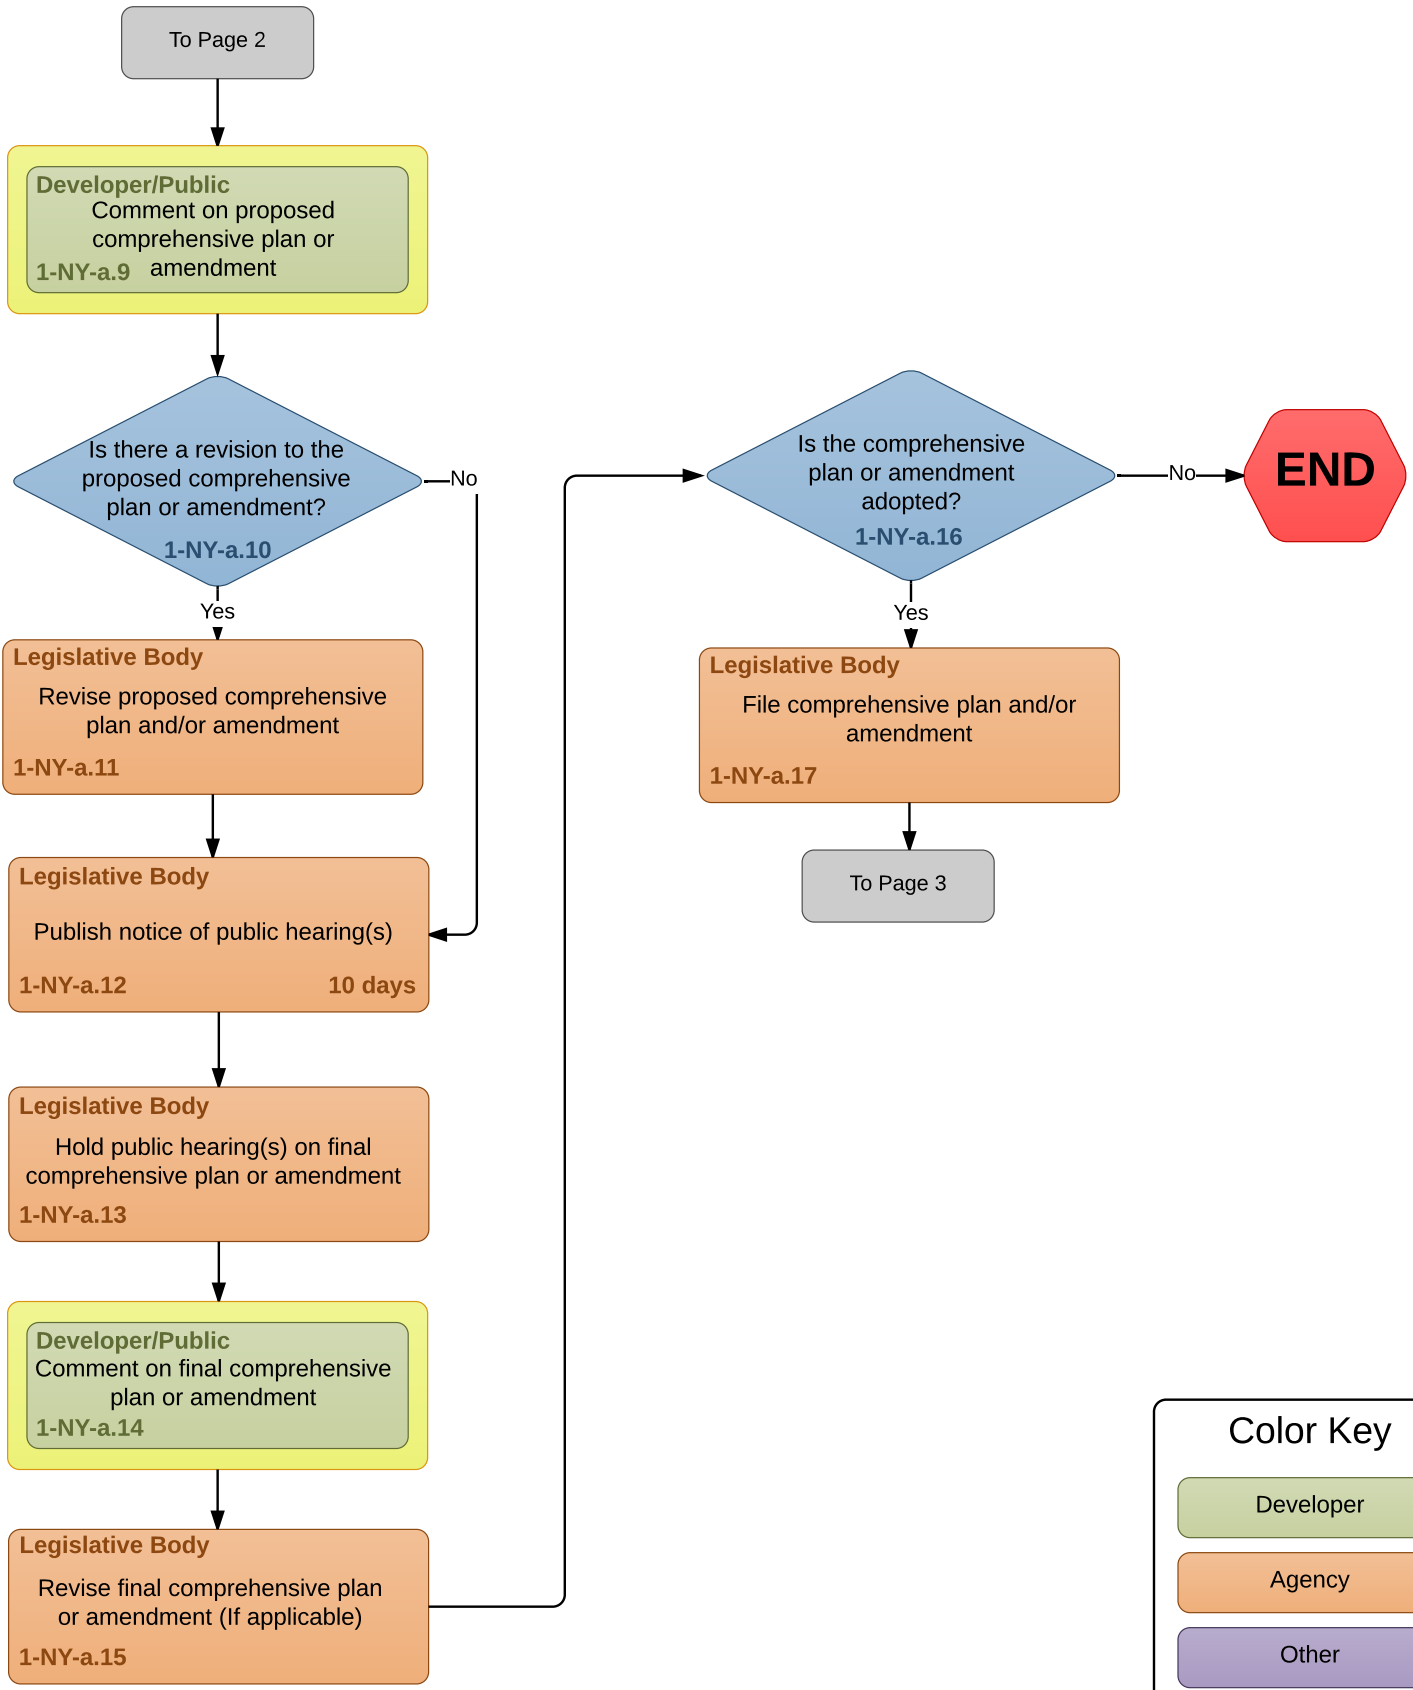 To Page 2
Developer/Public
Comment on proposed
comprehensive plan or
amendment
1-NY-a.9
Is there a revision to the
proposed comprehensive
plan or amendment?
1-NY-a.10
No
Yes
Legislative Body
Revise proposed comprehensive
plan and/or amendment
1-NY-a.11
Legislative Body
Publish notice of public hearing(s)
1-NY-a.12 10 days
Legislative Body
Hold public hearing(s) on final
comprehensive plan or amendment
1-NY-a.13
Developer/Public
Comment on final comprehensive
plan or amendment
1-NY-a.14
Legislative Body
Revise final comprehensive plan
or amendment (If applicable)
1-NY-a.15
Is the comprehensive
plan or amendment
adopted?
1-NY-a.16
No
END
Yes
Legislative Body
File comprehensive plan and/or
amendment
1-NY-a.17
To Page 3
Color Key
Developer
Agency
Other